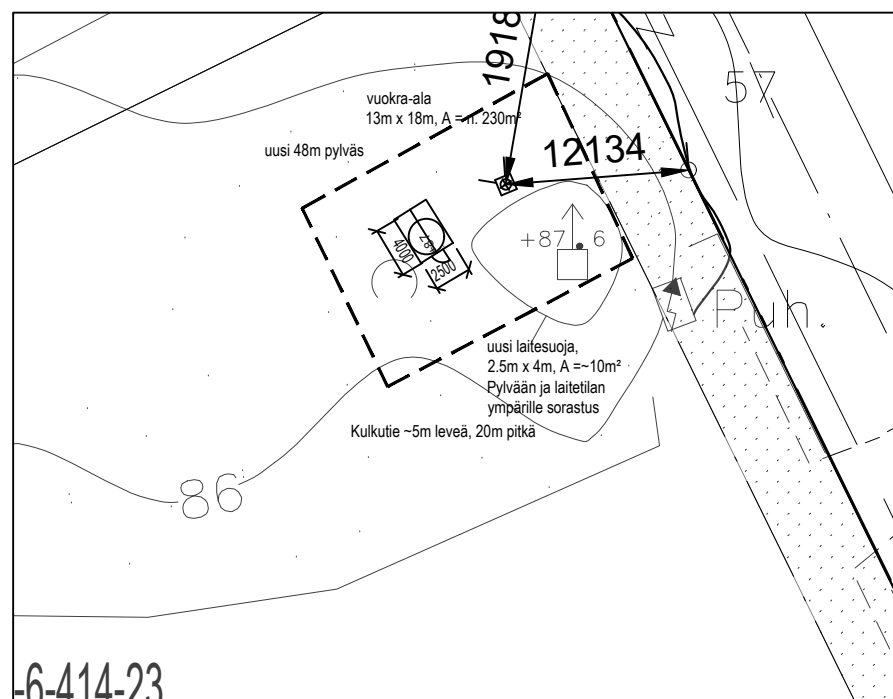 1918
57
vuokra-ala
13m x 18m, A = n. 230m²
uusi 48m pylväs
12134
+87.6
4000
2500
Puh.
uusi laitesuoja,
2.5m x 4m, A =~10m²
Pylvään ja laitetilan
ympärille sorastus
Kulkutie ~5m leveä, 20m pitkä
86
-6-414-23